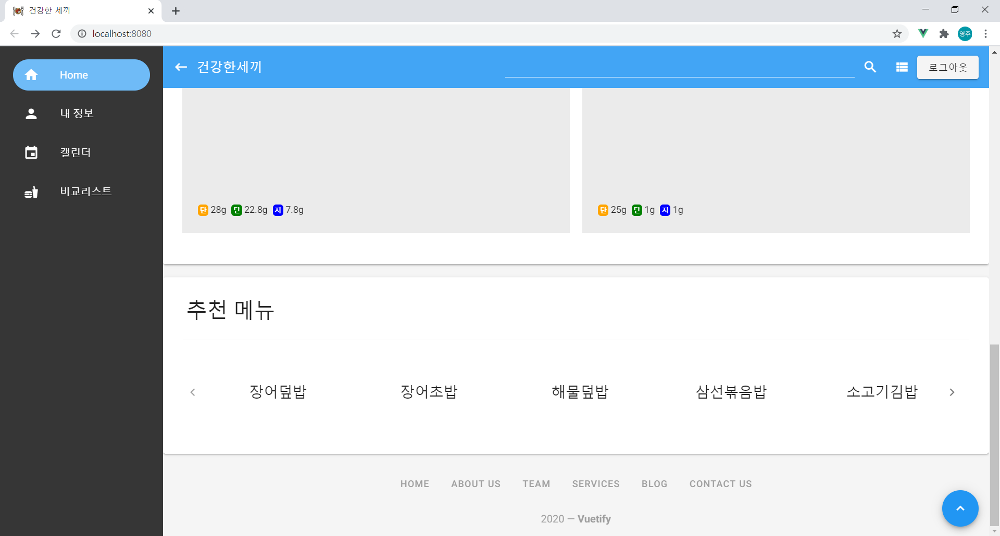 건강한 세끼
localhost:8080
영주
Home
내 정보
캘린더
비교리스트
건강한세끼
로그아웃
탄 28g 단 22.8g 지 7.8g
탄 25g 단 1g 지 1g
추천 메뉴
장어덮밥 장어초밥 해물덮밥 삼선볶음밥 소고기김밥
HOME ABOUT US TEAM SERVICES BLOG CONTACT US
2020 — Vuetify